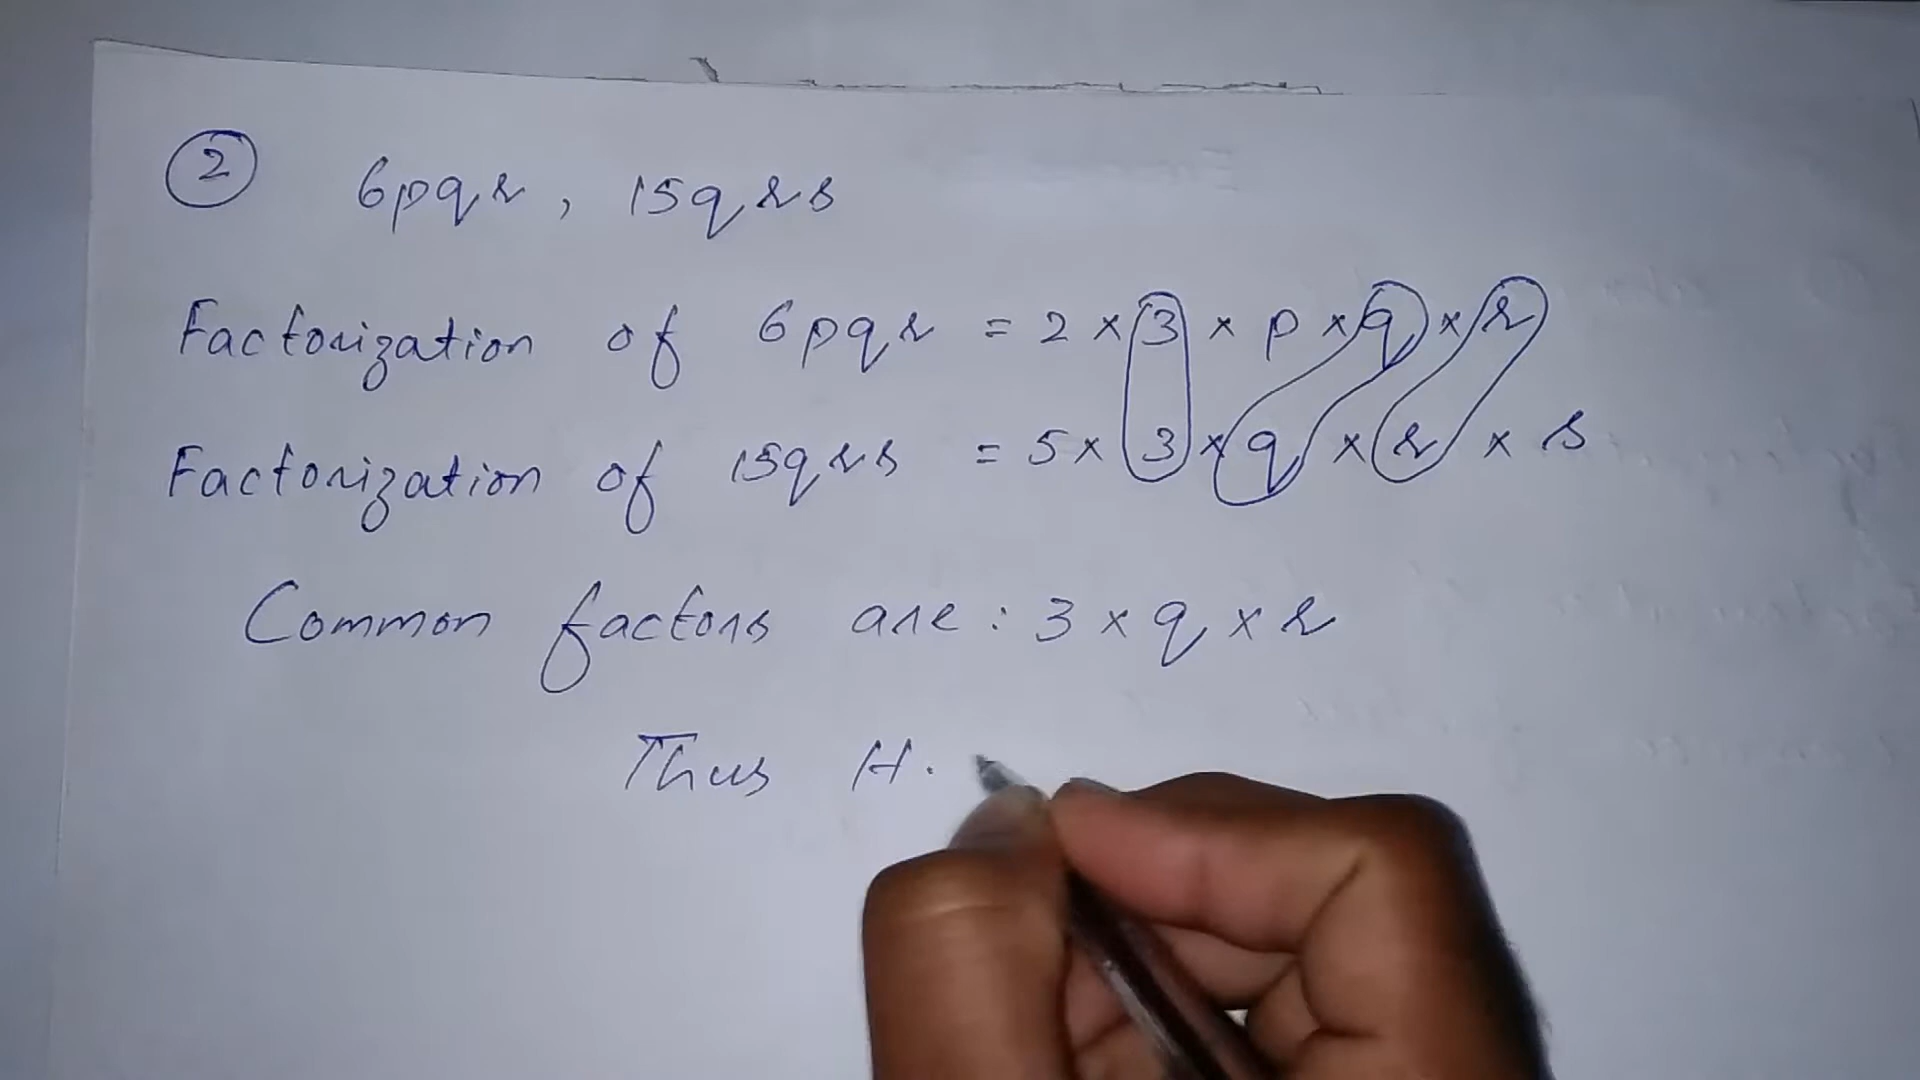 2 6pqr, 15qrs
Factorization of 6pqr = 2 × 3 × p × q × r
Factorization of 15qrs = 5 × 3 × q × r × s
Common factors are: 3 × q × r
Thus H.